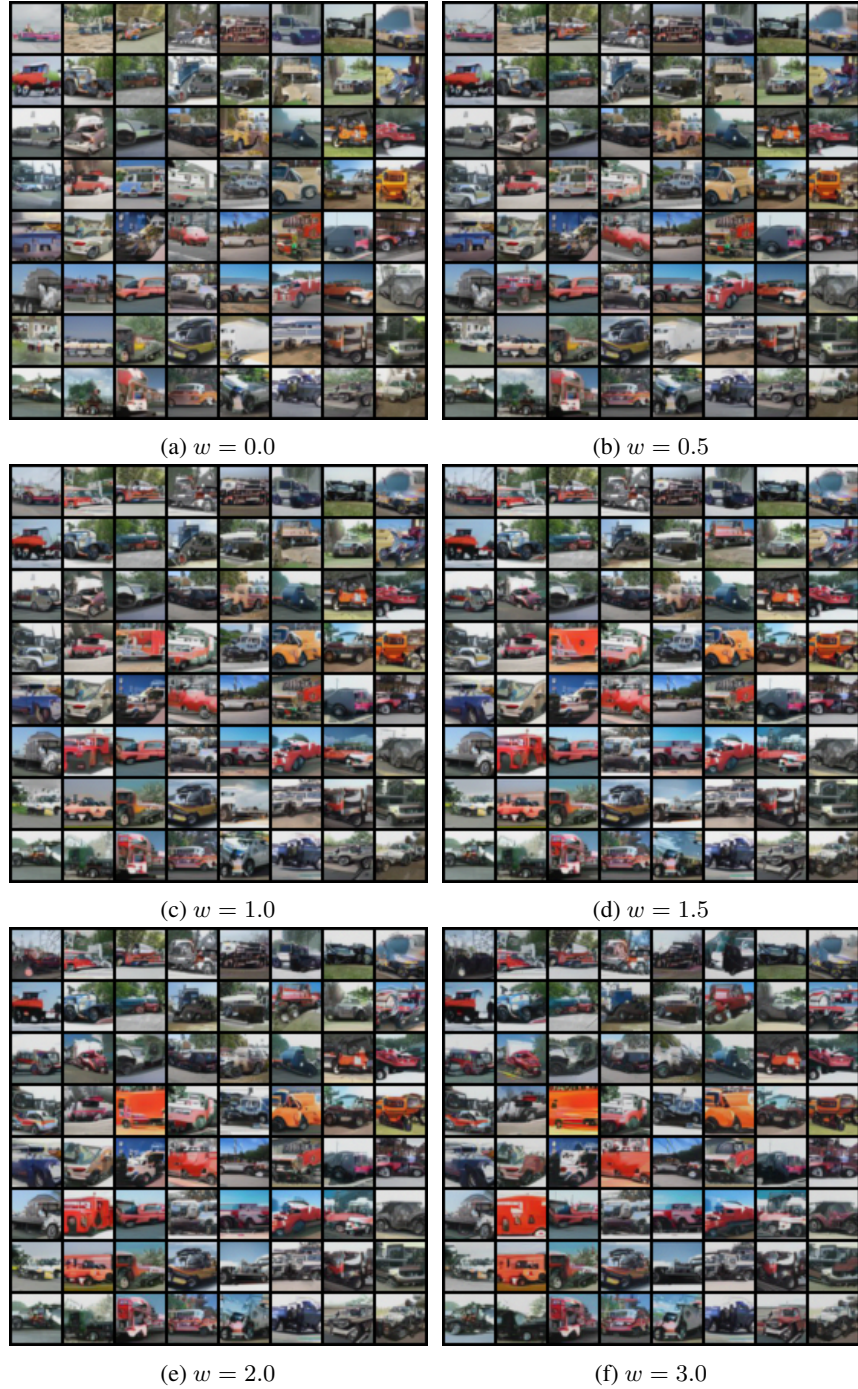 (a) w = 0.0
(b) w = 0.5
(c) w = 1.0
(d) w = 1.5
(e) w = 2.0
(f) w = 3.0